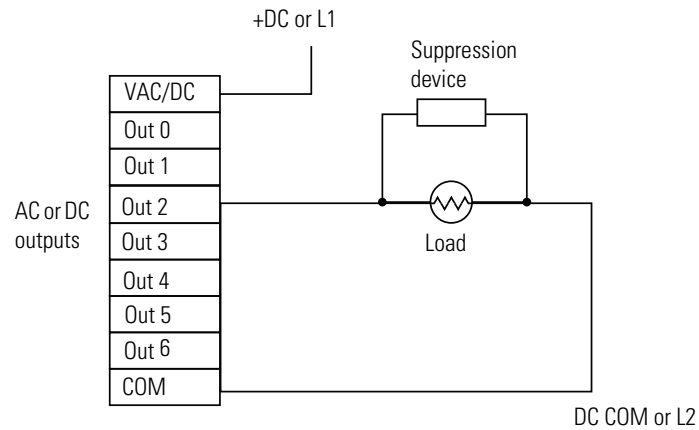 +DC or L1
Suppression
device
VAC/DC
Out 0
Out 1
Out 2
Out 3
Out 4
Out 5
Out 6
COM
AC or DC
outputs
Load
DC COM or L2